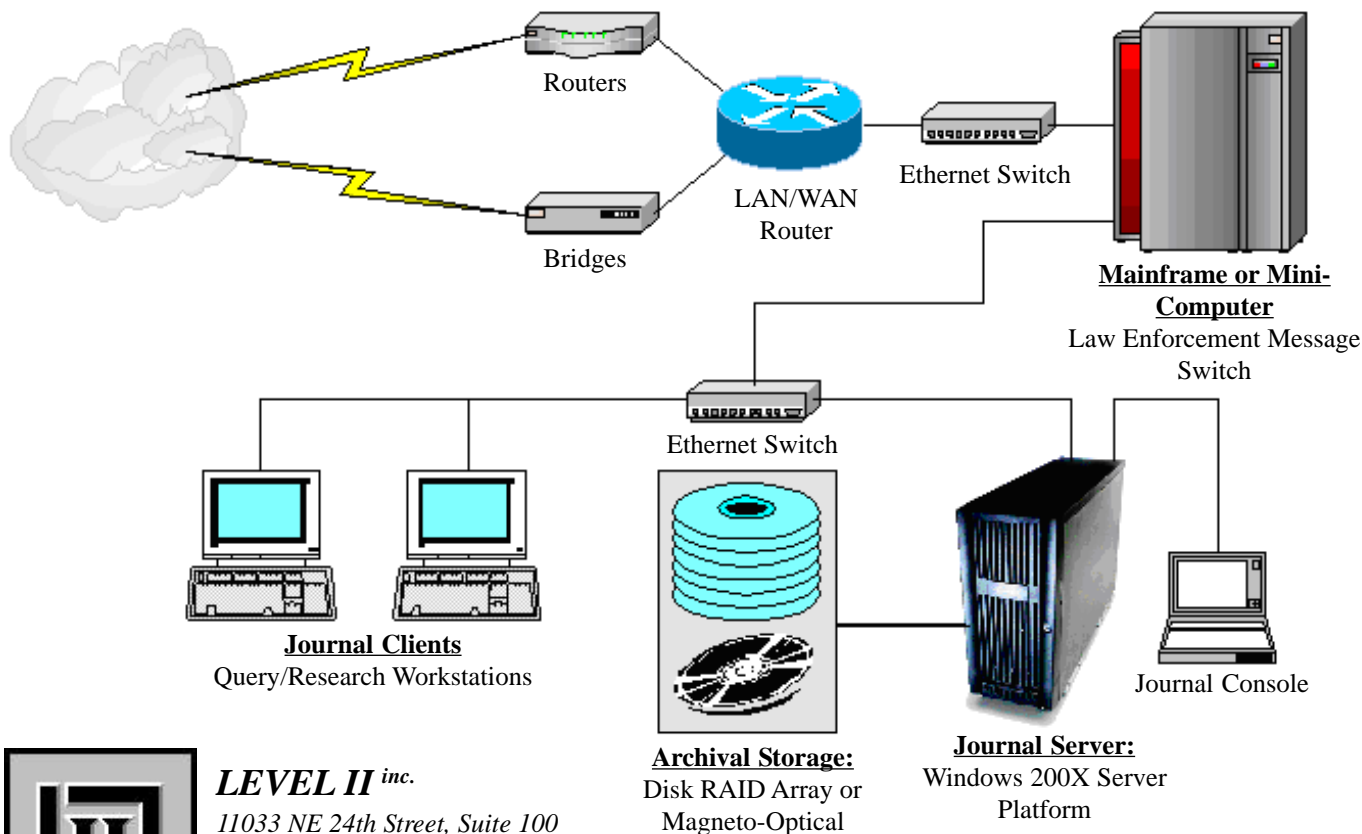 Routers
Ethernet Switch
LAN/WAN
Router
Bridges
Mainframe or Mini-
Computer
Law Enforcement Message
Switch
Ethernet Switch
Journal Clients
Query/Research Workstations
Journal Console
Archival Storage:
Disk RAID Array or
Magneto-Optical
Journal Server:
Windows 200X Server
Platform
II
LEVEL II inc.
11033 NE 24th Street, Suite 100